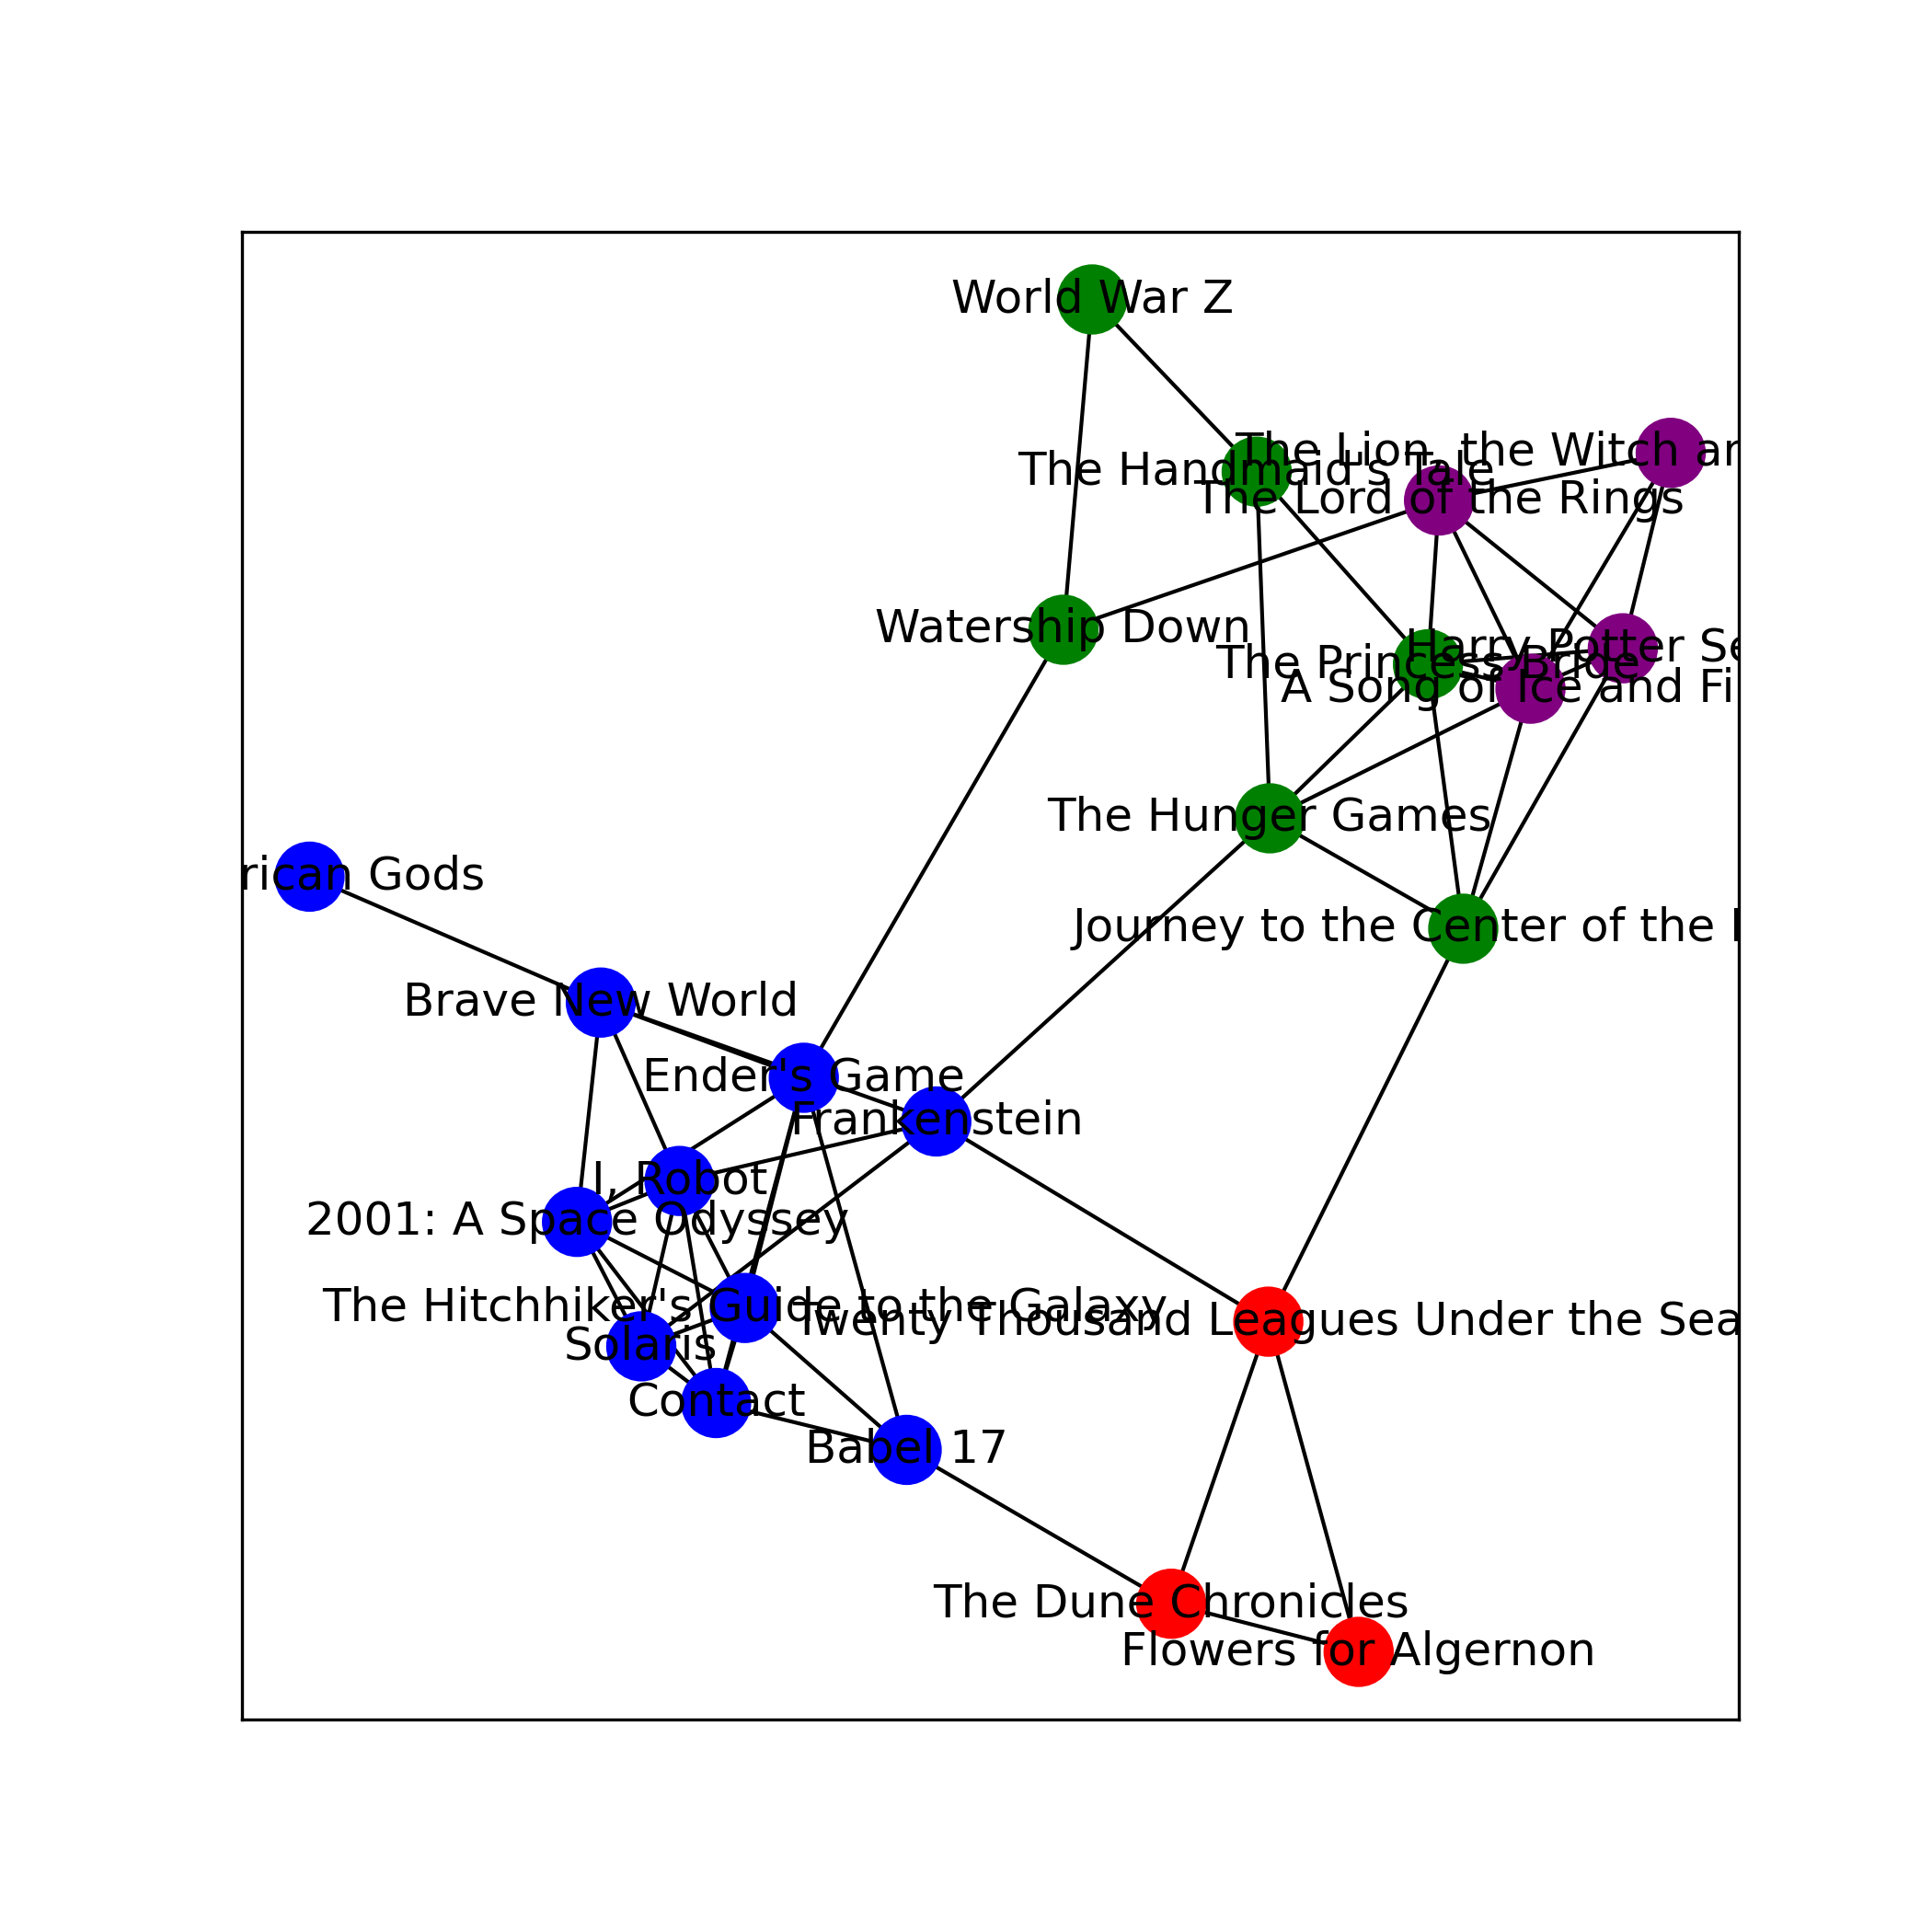 World War Z
The Lion, the Witch an
The Handmaid's Tale
The Lord of the Rings
Watership Down
Harry Potter Se
The Princess Bride
A Song of Ice and Fi
The Hunger Games
rican Gods
Journey to the Center of the
Brave New World
Ender's Game
Frankenstein
I, Robot
2001: A Space Odyssey
The Hitchhiker's Guide to the Galaxy
Twenty Thousand Leagues Under the Sea
Solaris
Contact
Babel 17
The Dune Chronicles
Flowers for Algernon